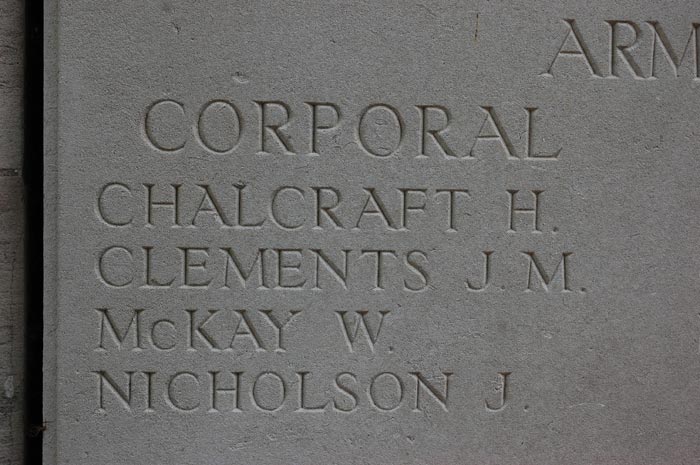 ARM
CORPORAL
CHALCRAFT H.
CLEMENTS J.M.
McKAY W.
NICHOLSON J.